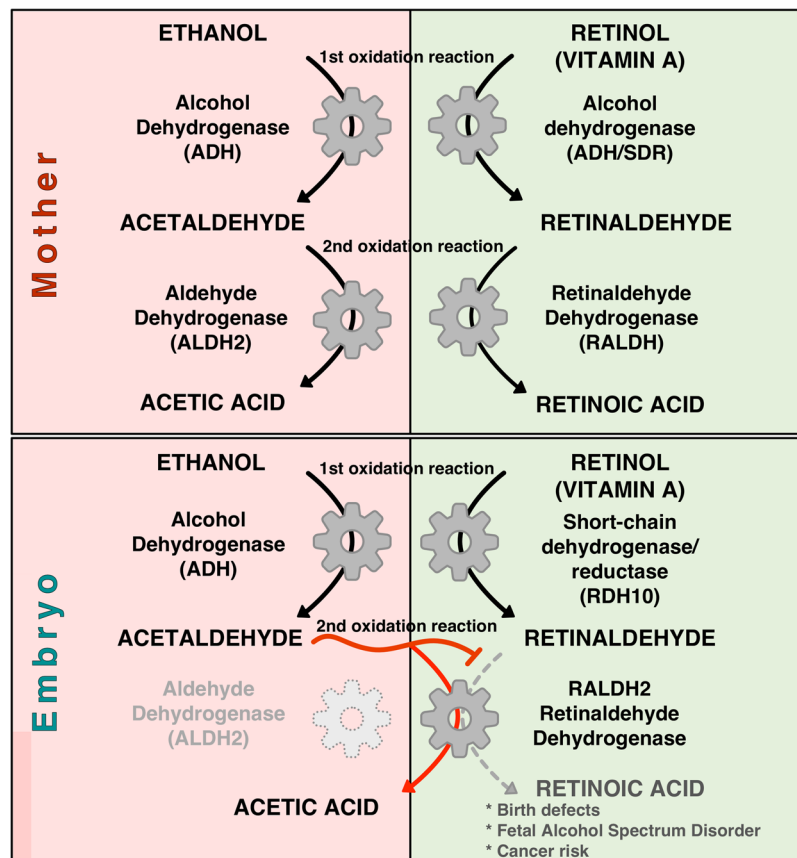 Mother
ETHANOL
1st oxidation reaction
RETINOL
(VITAMIN A)
Alcohol
Dehydrogenase
(ADH)
Alcohol
dehydrogenase
(ADH/SDR)
ACETALDEHYDE
RETINALDEHYDE
2nd oxidation reaction
Aldehyde
Dehydrogenase
(ALDH2)
Retinaldehyde
Dehydrogenase
(RALDH)
ACETIC ACID
RETINOIC ACID
Embryo
ETHANOL
1st oxidation reaction
RETINOL
(VITAMIN A)
Alcohol
Dehydrogenase
(ADH)
Short-chain
dehydrogenase/
reductase
(RDH10)
2nd oxidation reaction
ACETALDEHYDE
RETINALDEHYDE
Aldehyde
Dehydrogenase
(ALDH2)
RALDH2
Retinaldehyde
Dehydrogenase
ACETIC ACID
RETINOIC ACID
* Birth defects
* Fetal Alcohol Spectrum Disorder
* Cancer risk